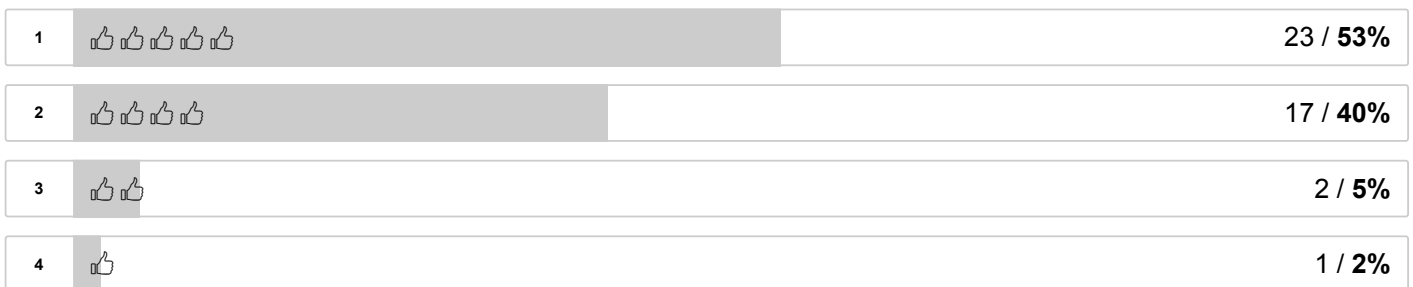 1 👍👍👍👍👍 23 / 53%
2 👍👍👍👍 17 / 40%
3 👍👍 2 / 5%
4 👍 1 / 2%